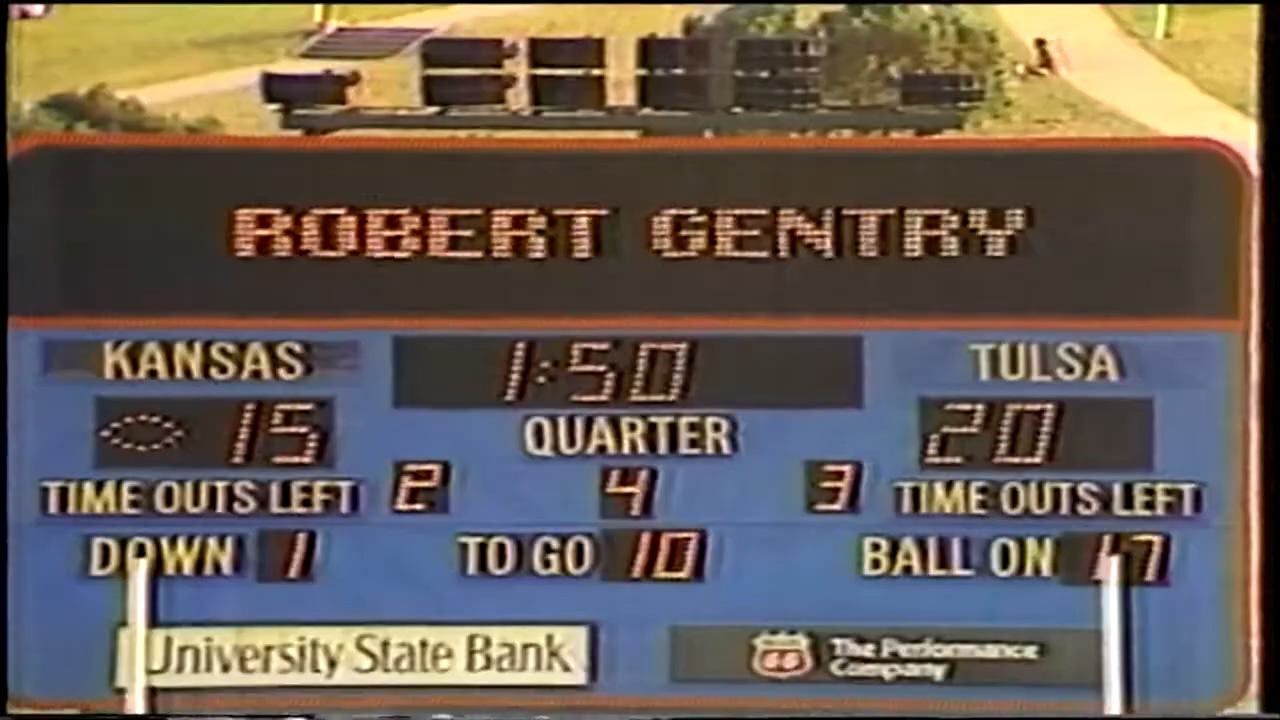 ROBERT GENTRY
KANSAS 1:50 TULSA
15 QUARTER 20
TIME OUTS LEFT 2 4 3 TIME OUTS LEFT
DOWN 1 TO GO 10 BALL ON 17
University State Bank
66 The Performance
Company